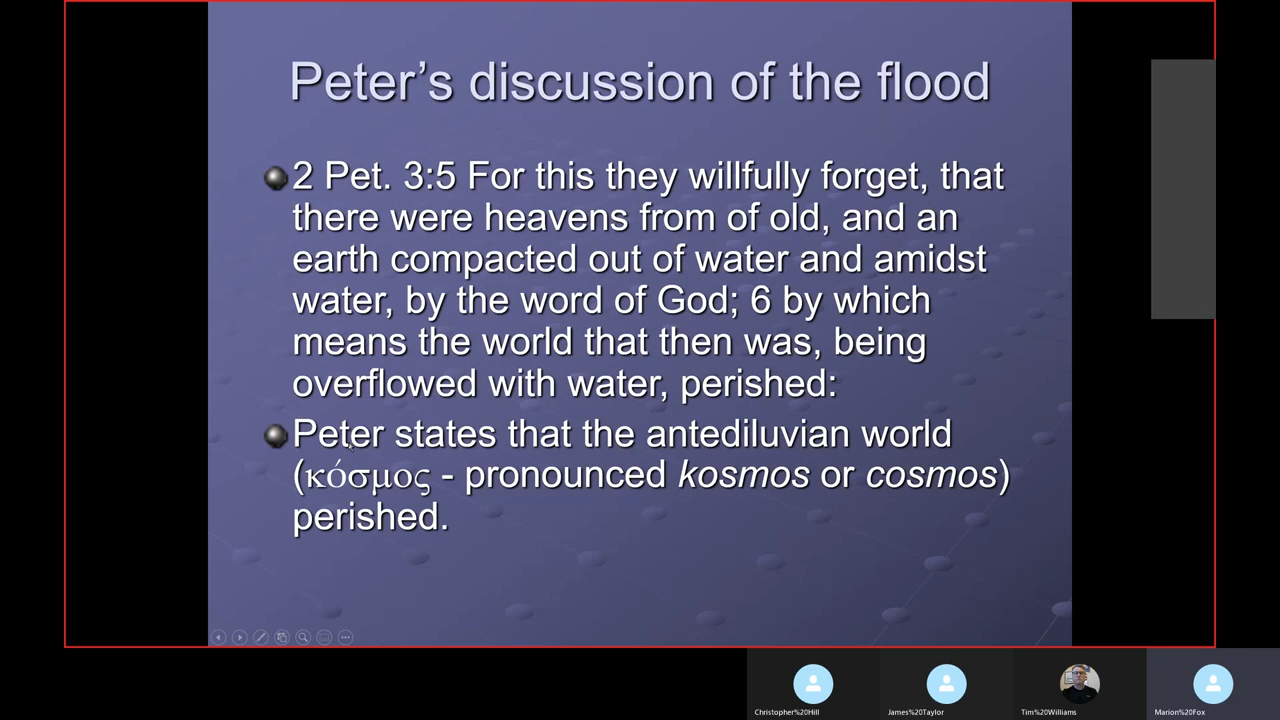 Peter’s discussion of the flood
2 Pet. 3:5 For this they willfully forget, that
there were heavens from of old, and an
earth compacted out of water and amidst
water, by the word of God; 6 by which
means the world that then was, being
overflowed with water, perished:
Peter states that the antediluvian world
(κόσμος - pronounced kosmos or cosmos)
perished.
Christopher%20Hill
James%20Taylor
Tim%20Williams
Marion%20Fox